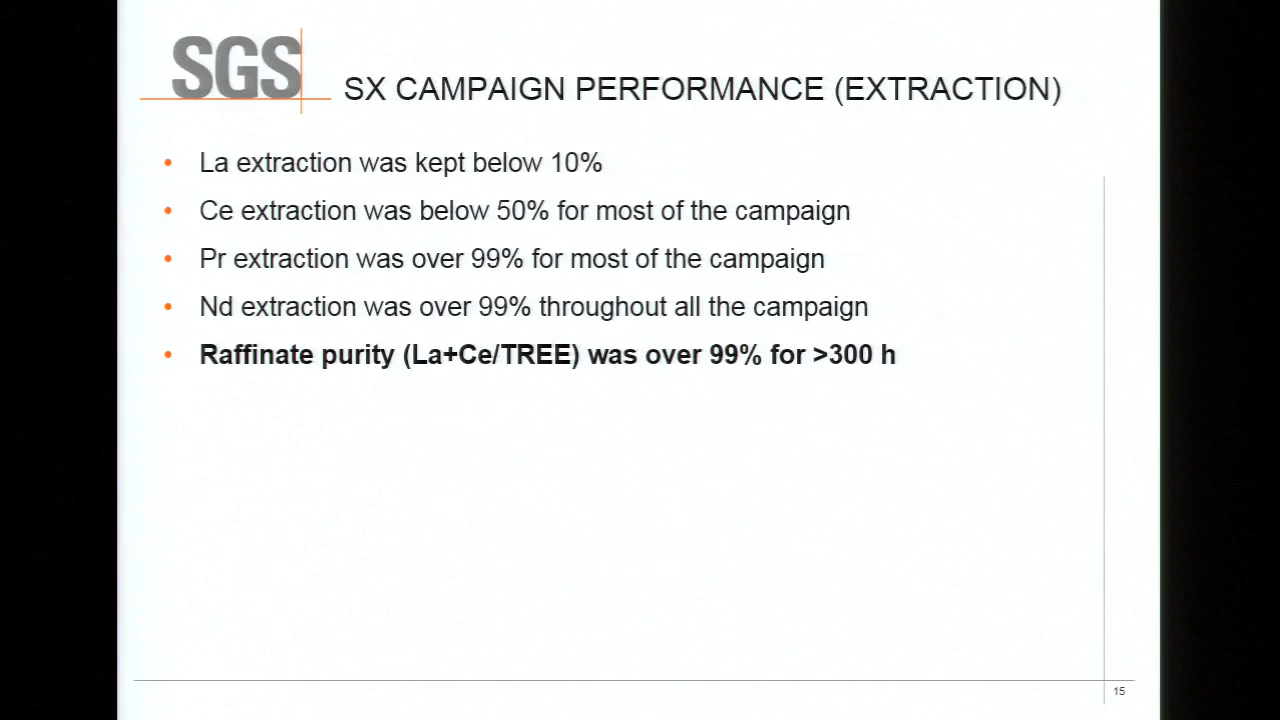 SGS
SX CAMPAIGN PERFORMANCE (EXTRACTION)
• La extraction was kept below 10%
• Ce extraction was below 50% for most of the campaign
• Pr extraction was over 99% for most of the campaign
• Nd extraction was over 99% throughout all the campaign
• Raffinate purity (La+Ce/TREE) was over 99% for >300 h
15